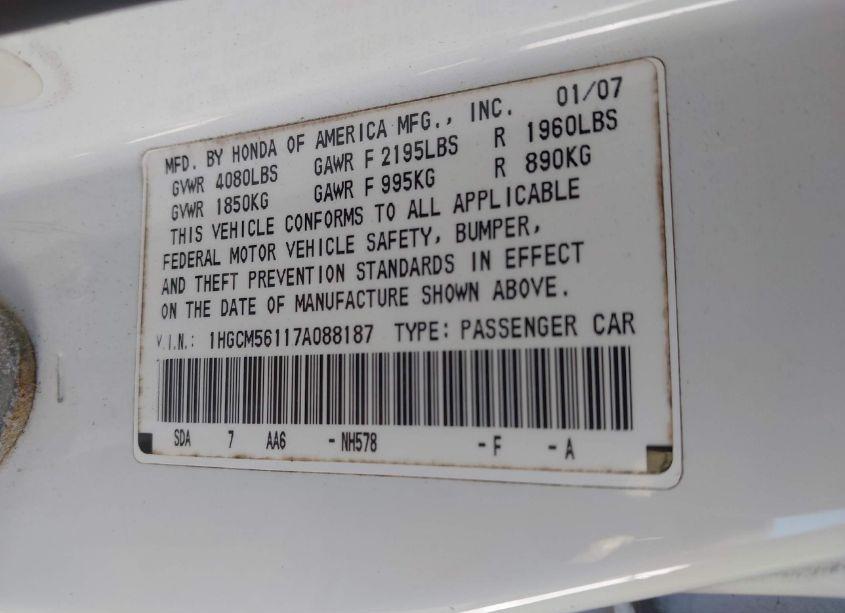 MFD. BY HONDA OF AMERICA MFG., INC. 01/07
GVWR 4080LBS GAWR F 2195LBS R 1960LBS
GVWR 1850KG GAWR F 995KG R 890KG
THIS VEHICLE CONFORMS TO ALL APPLICABLE
FEDERAL MOTOR VEHICLE SAFETY, BUMPER,
AND THEFT PREVENTION STANDARDS IN EFFECT
ON THE DATE OF MANUFACTURE SHOWN ABOVE.
V.I.N.: 1HGCM56117A088187 TYPE: PASSENGER CAR
SDA 7 AA6 - NH578 - F - A